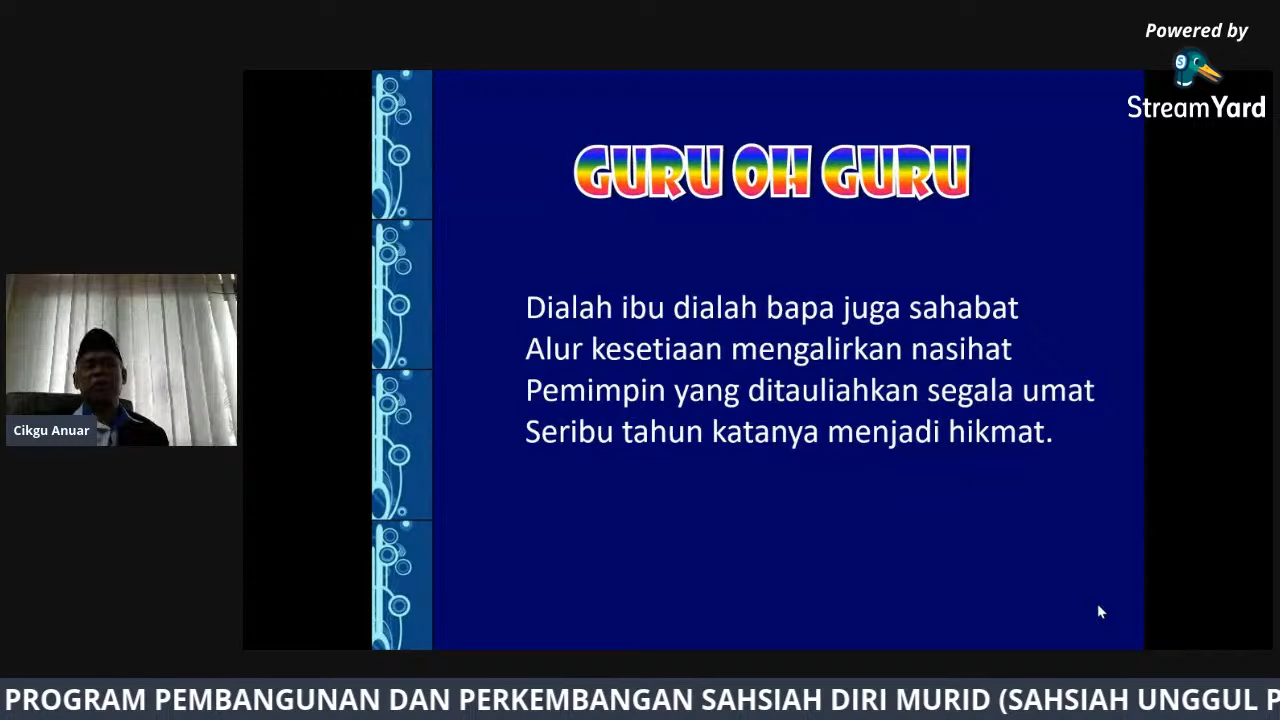 Powered by
StreamYard
GURU OH GURU
Dialah ibu dialah bapa juga sahabat
Alur kesetiaan mengalirkan nasihat
Pemimpin yang ditauliahkan segala umat
Seribu tahun katanya menjadi hikmat.
Cikgu Anuar
PROGRAM PEMBANGUNAN DAN PERKEMBANGAN SAHSIAH DIRI MURID (SAHSIAH UNGGUL